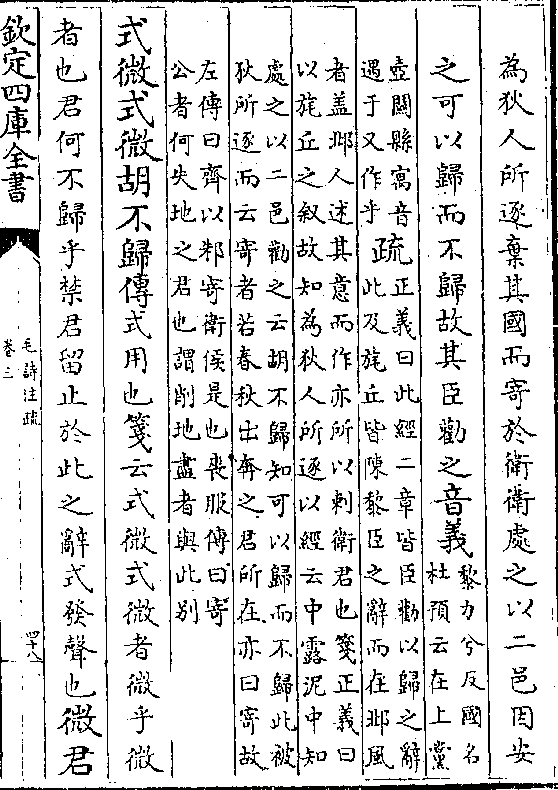 為狄人所逐棄其國而寄於衛衛處之以二邑因安
之可以歸而不歸故其臣勸之音義
黎力兮反國名
杜預云在上黨
壺關縣寓音
遇于又作乎
疏
正義曰此經二章皆臣勸以歸之辭
此及旄丘皆陳黎臣之辭而在邶風
者蓋邶人述其意而作亦所以刺衛君也箋正義曰
以旄丘之叙故知為狄人所逐以經云中露泥中知
處之以二邑勸之云胡不歸知可以歸而不歸此被
狄所逐而云寄者若春秋出奔之君所在亦曰寄故
左傳曰齊以郲寄衛侯是也喪服傳曰寄
公者何失地之君也謂削地盡者與此別
式微式微胡不歸傳式用也箋云式微式微者微乎微
者也君何不歸乎禁君留止於此之辭式發聲也微君
欽定四庫全書
毛詩注疏
卷三
四十八